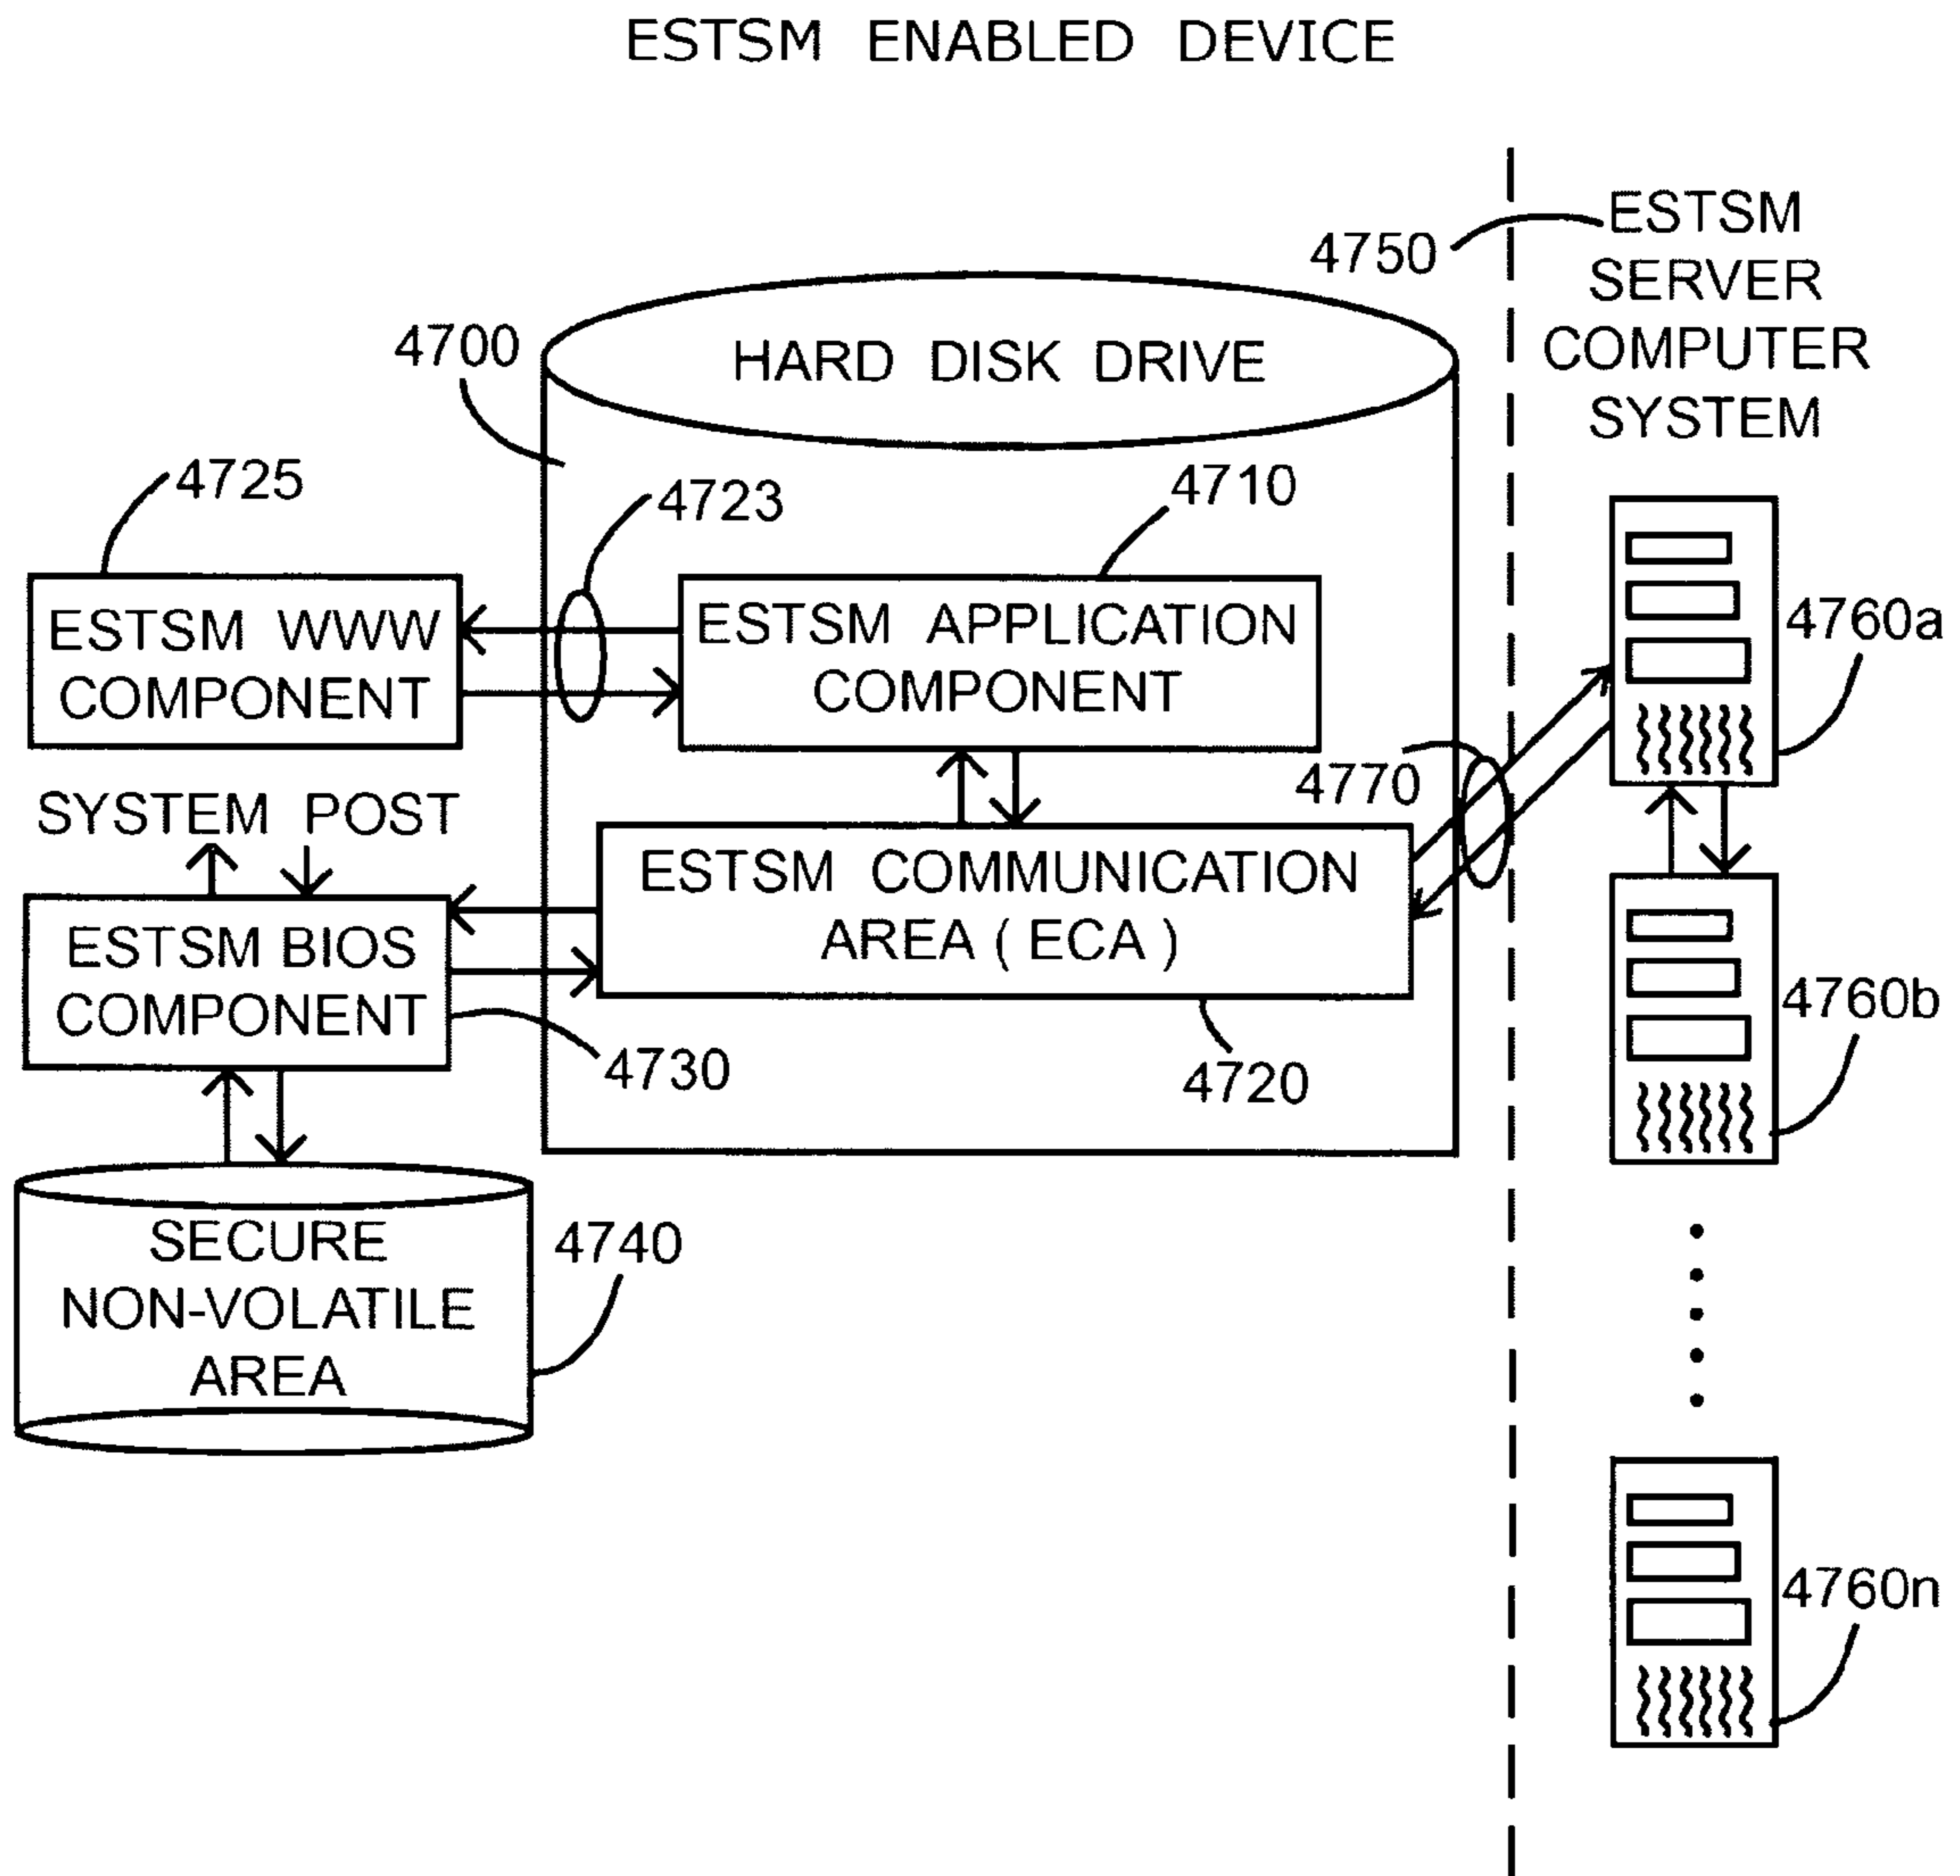 ESTSM ENABLED DEVICE
4750
ESTSM
SERVER
COMPUTER
SYSTEM
4700
HARD DISK DRIVE
4725
4723
4710
ESTSM WWW
COMPONENT
ESTSM APPLICATION
COMPONENT
4760a
4770
SYSTEM POST
ESTSM COMMUNICATION
AREA ( ECA )
ESTSM BIOS
COMPONENT
4730
4720
4760b
SECURE
NON-VOLATILE
AREA
4740
4760n